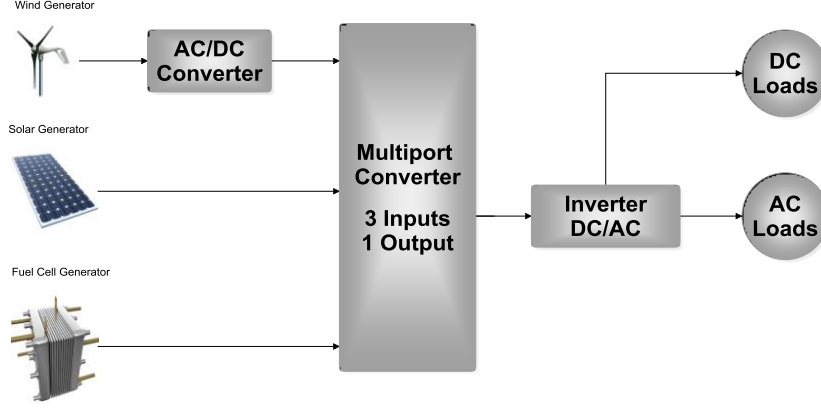 Wind Generator
AC/DC
Converter
Solar Generator
Fuel Cell Generator
Multiport
Converter
3 Inputs
1 Output
Inverter
DC/AC
DC
Loads
AC
Loads